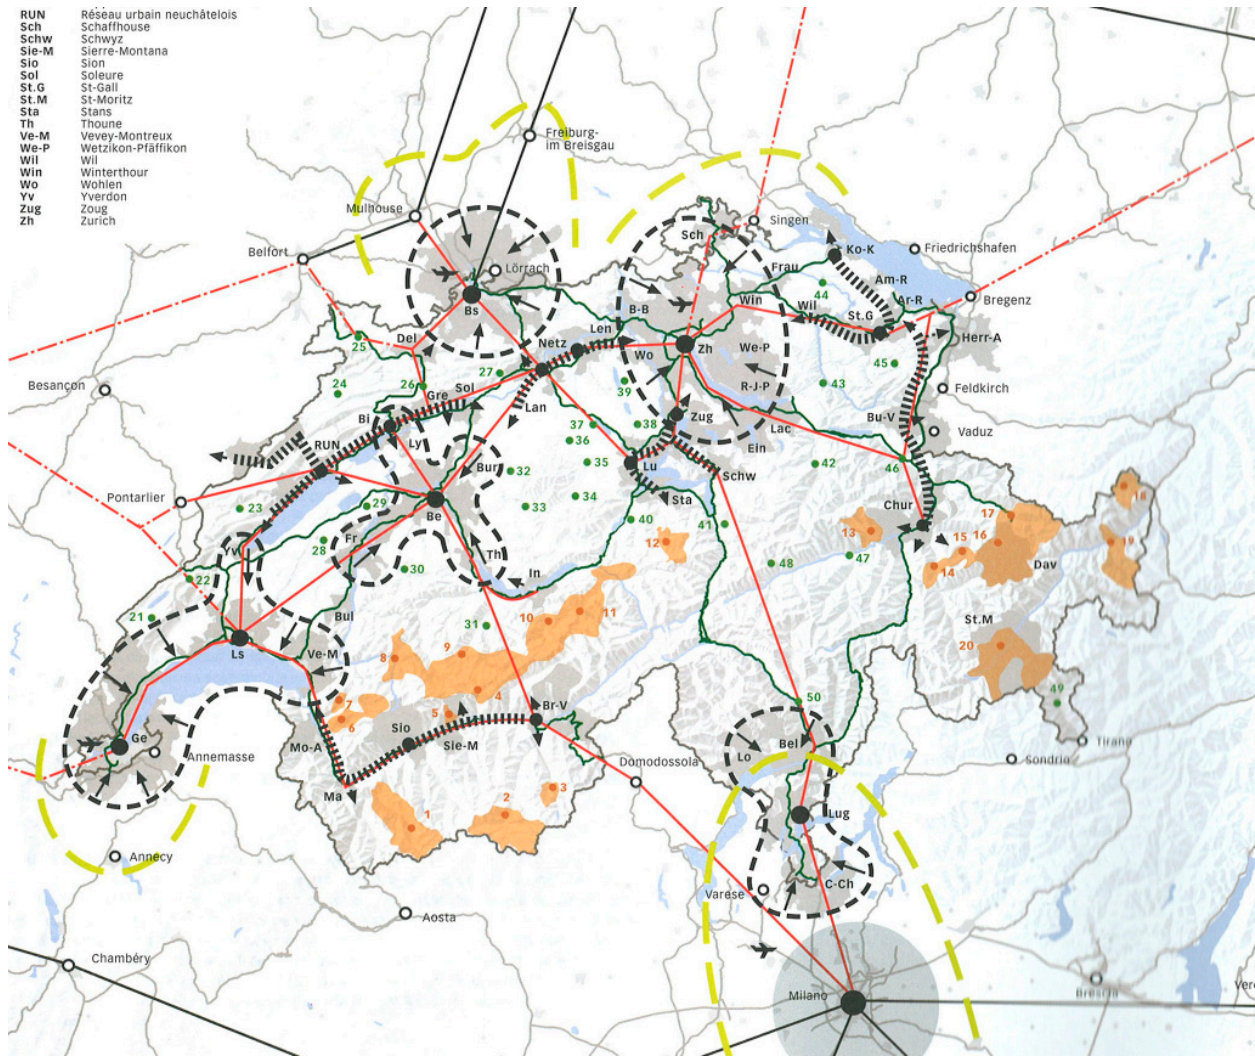 RUN Réseau urbain neuchâtelois
Sch Schaffhouse
Schw Schwyz
Sie-M Sierre-Montana
Sio Sion
Sol Soleure
St.G St-Gall
St.M St-Moritz
Sta Stans
Th Thoune
Ve-M Vevey-Montreux
We-P Wetzikon-Pfäffikon
Wil Wil
Win Winterthour
Wo Wohlen
Yv Yverdon
Zug Zoug
Zh Zurich
Freiburg-
im Breisgau
Mulhouse
Singen
Sch
Belfort
Lörrach
Ko-K
Friedrichshafen
Frau
Am-R
44
Ar-R
Bregenz
Bs
B-B
Win
Wil
St.G
Len
Del
25
Netz
Wo
Zh
We-P
Herr-A
45
27
Besançon
24
26
39
R-J-P
43
Feldkirch
Gre
Sol
Lan
Zug
Bu-V
Bi
37
38
Lac
Vaduz
RUN
Ly
36
Ein
Bur
32
35
Lu
Schw
42
46
Pontarlier
23
29
Be
33
34
Sta
Chur
18
17
40
41
Fr
28
12
13
15
16
19
Yv
Th
30
In
48
47
14
Dav
22
21
Bul
10
11
31
St.M
Ls
Ve-M
8
9
20
4
50
49
7
6
5
Br-V
Ge
Mo-A
Sio
Sie-M
Bel
Lo
Tirano
Annemasse
Domodossola
Sondrio
Ma
3
2
1
Lug
Annecy
Varese
C-Ch
Aosta
Chambéry
Milano
Brescia
Vero